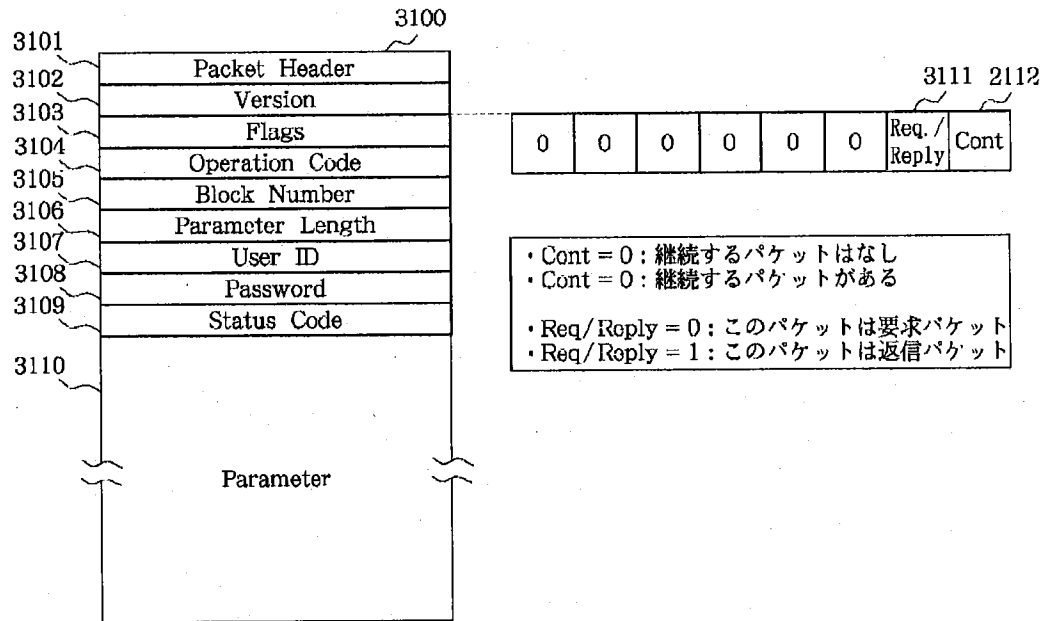 3100
3101
Packet Header
3102
Version
3103
Flags
3104
Operation Code
3105
Block Number
3106
Parameter Length
3107
User ID
3108
Password
3109
Status Code
3110
Parameter
3111
2112
0 0 0 0 0 0 Req./Reply Cont
・Cont = 0 : 継続するパケットはなし
・Cont = 0 : 継続するパケットがある
・Req/Reply = 0 : このパケットは要求パケット
・Req/Reply = 1 : このパケットは返信パケット